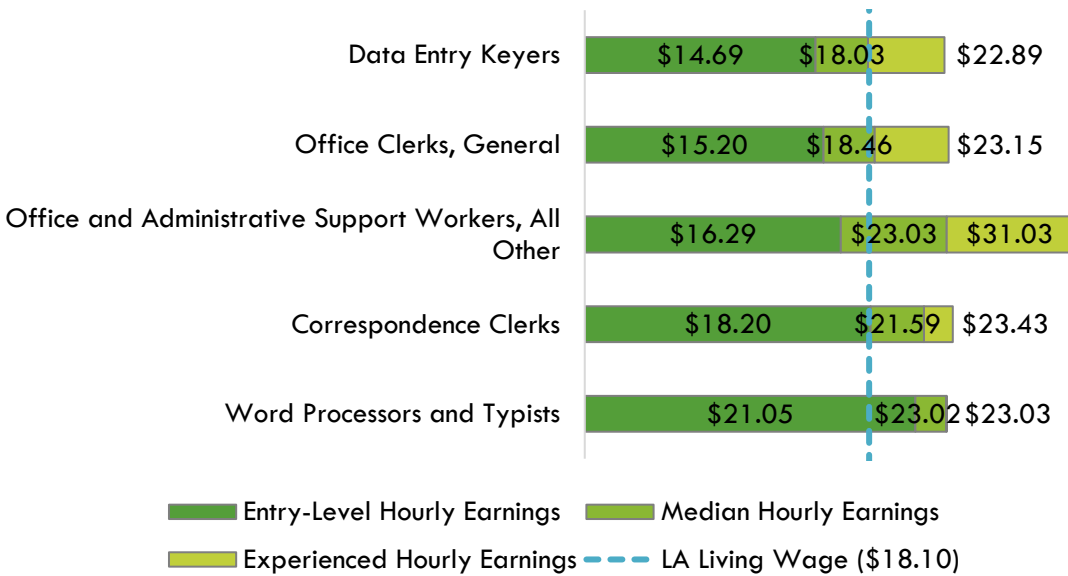 Data Entry Keyers $14.69 $18.03 $22.89
Office Clerks, General $15.20 $18.46 $23.15
Office and Administrative Support Workers, All
Other $16.29 $23.03 $31.03
Correspondence Clerks $18.20 $21.59 $23.43
Word Processors and Typists $21.05 $23.02 $23.03
Entry-Level Hourly Earnings Median Hourly Earnings
Experienced Hourly Earnings LA Living Wage ($18.10)